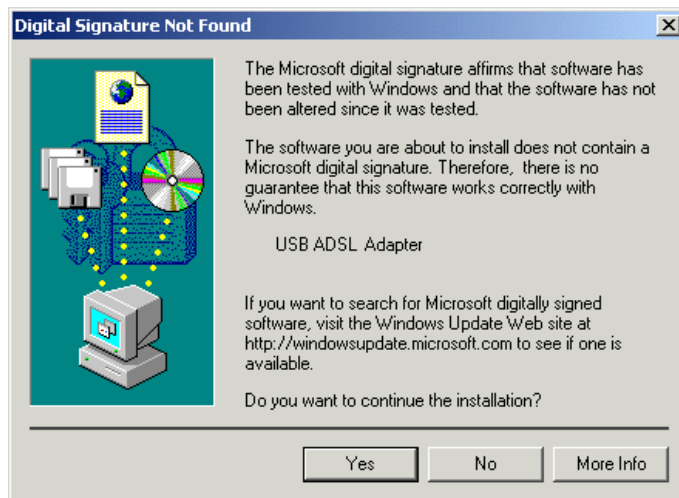 Digital Signature Not Found
The Microsoft digital signature affirms that software has
been tested with Windows and that the software has not
been altered since it was tested.
The software you are about to install does not contain a
Microsoft digital signature. Therefore, there is no
guarantee that this software works correctly with
Windows.
USB ADSL Adapter
If you want to search for Microsoft digitally signed
software, visit the Windows Update Web site at
http://windowsupdate.microsoft.com to see if one is
available.
Do you want to continue the installation?
Yes No More Info